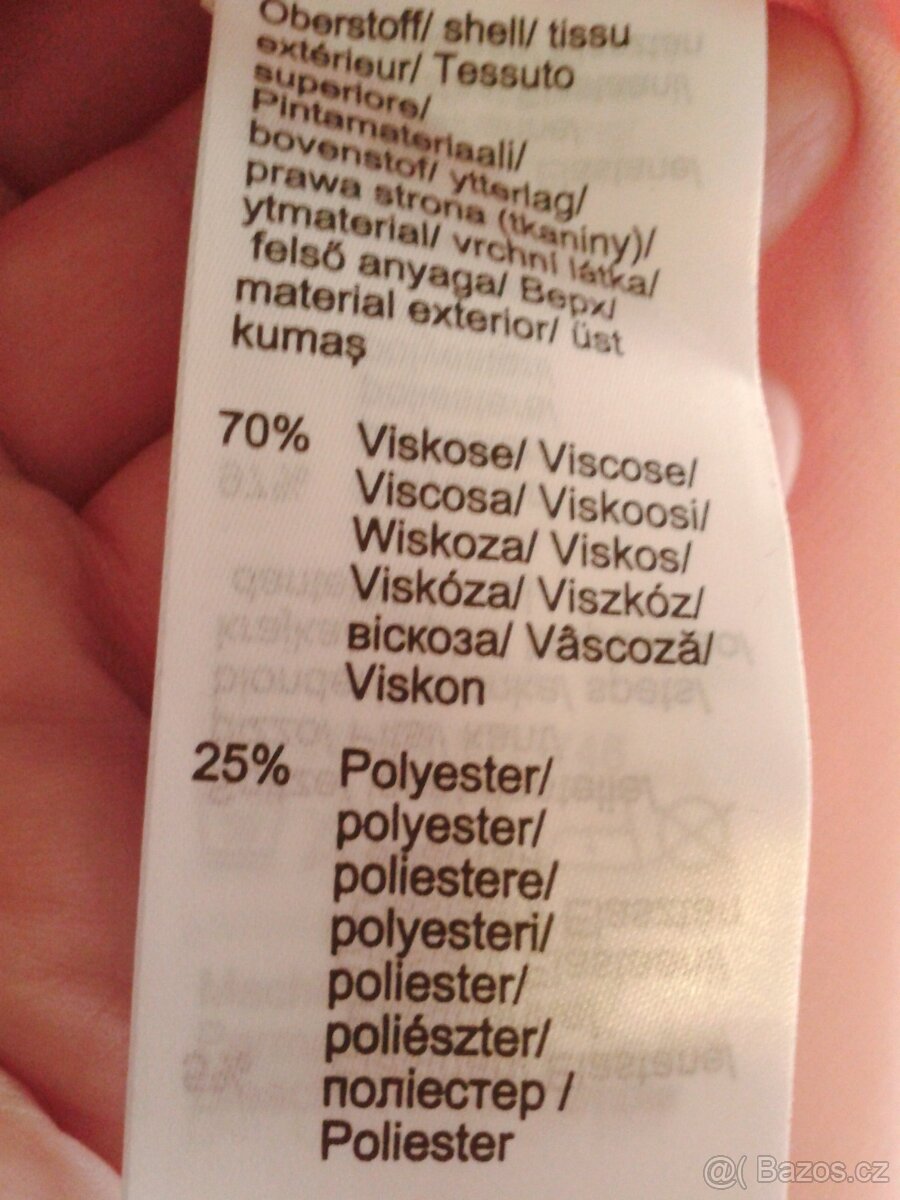 Oberstoff/ shell/ tissu
extérieur/ Tessuto
superiore/
Pintamateriaali/
bovenstof/ ytterlag/
prawa strona (tkaniny)/
ytmaterial/ vrchní látka/
felső anyaga/ Верх/
material exterior/ üst
kumaş
70% Viskose/ Viscose/
Viscosa/ Viskoosi/
Wiskoza/ Viskos/
Viskóza/ Viszkóz/
віскоза/ Vâscoză/
Viskon
25% Polyester/
polyester/
poliestere/
polyesteri/
poliester/
poliészter/
поліестер /
Poliester
@( Bazos.cz